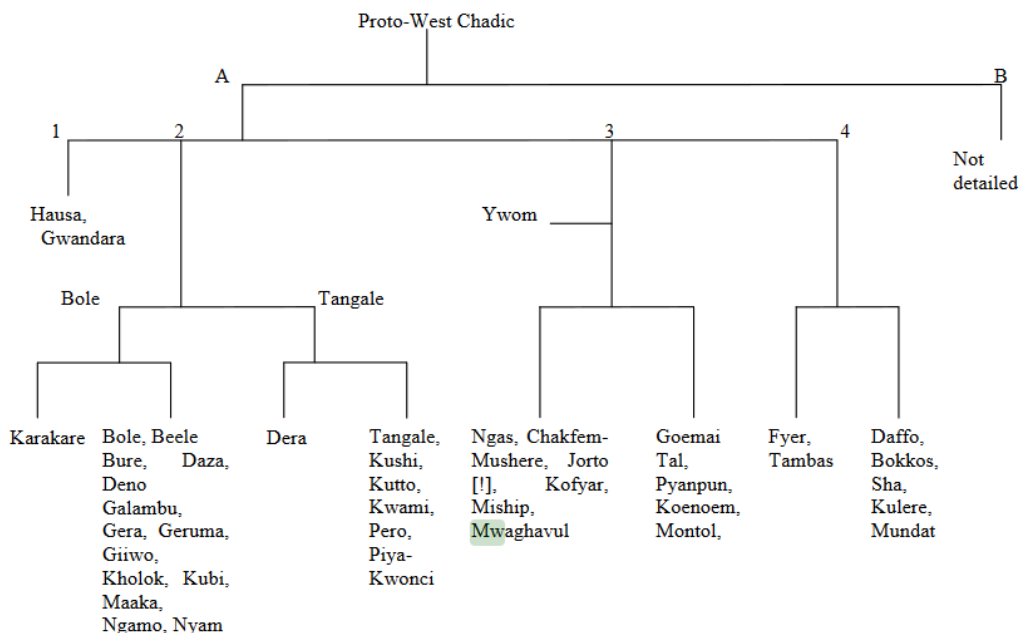 Proto-West Chadic
A
B
1
2
3
4
Not
detailed
Hausa,
Gwandara
Ywom
Bole
Tangale
Karakare
Bole, Beele
Bure, Daza,
Deno
Galambu,
Gera, Geruma,
Giiwo,
Kholok, Kubi,
Maaka,
Ngamo, Nyam
Dera
Tangale,
Kushi,
Kutto,
Kwami,
Pero,
Piya-
Kwonci
Ngas, Chakfem-
Mushere, Jorto
[!], Kofyar,
Miship,
Mwaghavul
Goemai
Tal,
Pyanpun,
Koenoem,
Montol,
Fyer,
Tambas
Daffo,
Bokkos,
Sha,
Kulere,
Mundat